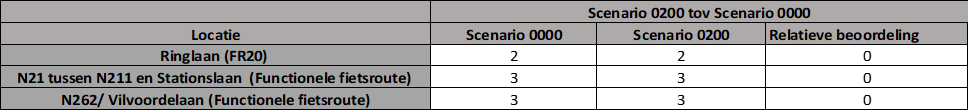 Scenario 0200 tov Scenario 0000
Locatie Scenario 0000 Scenario 0200 Relatieve beoordeling
Ringlaan (FR20) 2 2 0
N21 tussen N211 en Stationslaan (Functionele fietsroute) 3 3 0
N262/ Vilvoordelaan (Functionele fietsroute) 3 3 0